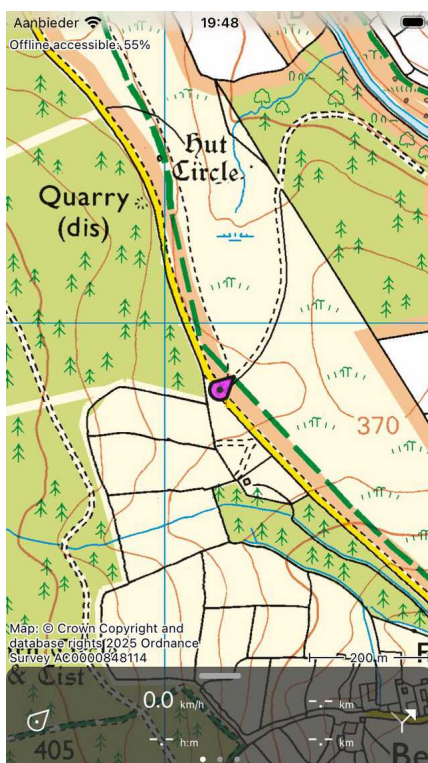 Aanbieder 19:48
Offline accessible: 55%
Hut
Circle
Quarry
(dis)
370
Map: © Crown Copyright and
database rights 2025 Ordnance
Survey AC0000848114
200 m
& Cist
0.0 km/h
-.- km
-.- h:m
-.- km
405
Be